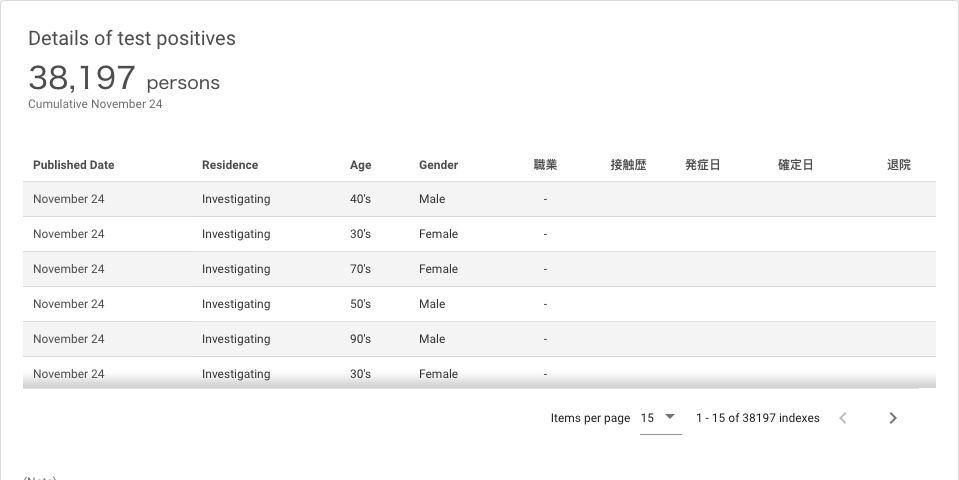 Details of test positives
38,197 persons
Cumulative November 24
Published Date Residence Age Gender 職業 接触歴 発症日 確定日 退院
November 24 Investigating 40's Male -
November 24 Investigating 30's Female -
November 24 Investigating 70's Female -
November 24 Investigating 50's Male -
November 24 Investigating 90's Male -
November 24 Investigating 30's Female -
Items per page 15 1 - 15 of 38197 indexes
(Note)